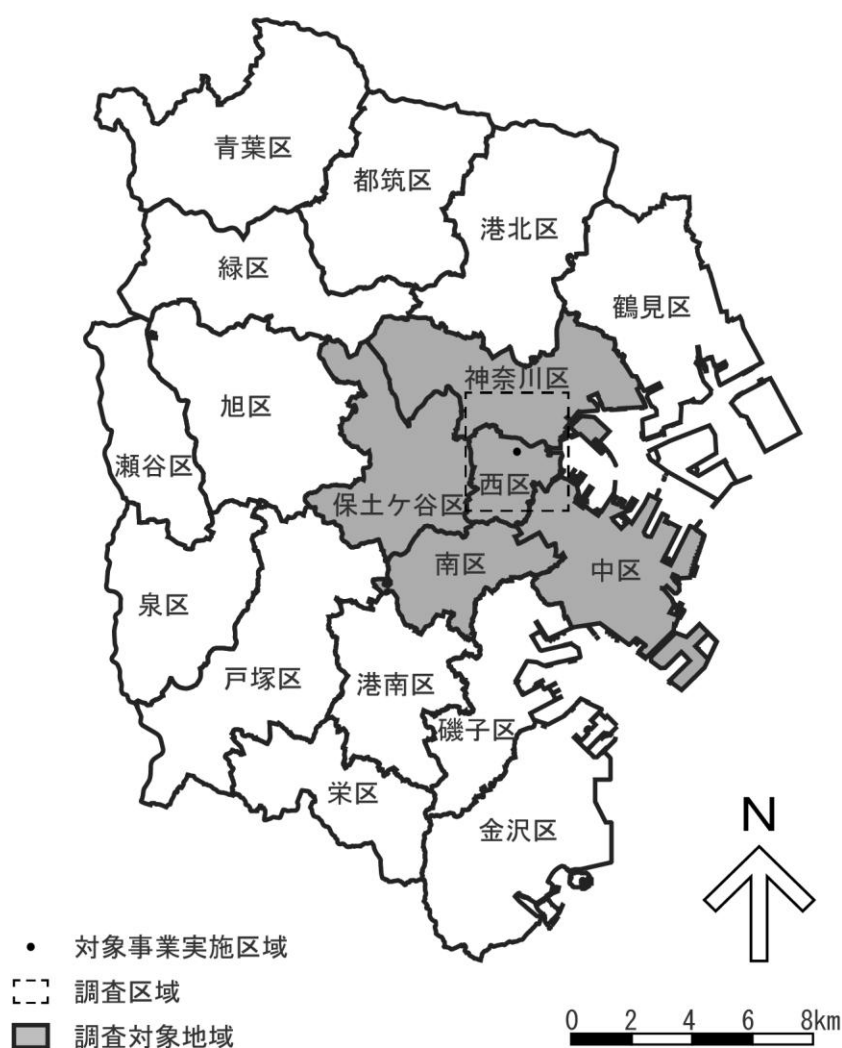 青葉区
都筑区
港北区
緑区
鶴見区
神奈川区
旭区
瀬谷区
西区
保土ケ谷区
南区
中区
泉区
戸塚区
港南区
磯子区
栄区
金沢区
N
対象事業実施区域
調査区域
調査対象地域
0 2 4 6 8km